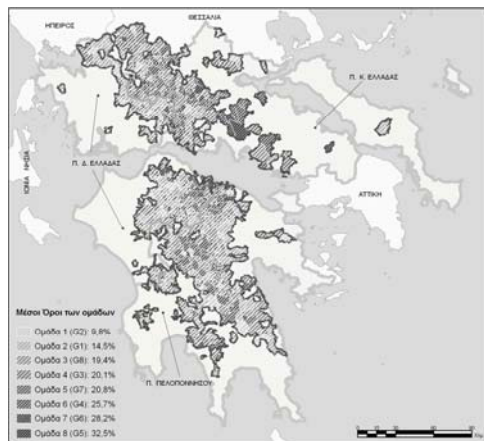 ΗΠΕΙΡΟΣ
ΘΕΣΣΑΛΙΑ
Π. Κ. ΕΛΛΑΔΑΣ
Π. Δ. ΕΛΛΑΔΑΣ
ΙΟΝΙΑ ΝΗΣΙΑ
ΑΤΤΙΚΗ
Π. ΠΕΛΟΠΟΝΝΗΣΟΥ
Μέσοι Όροι των ομάδων
Ομάδα 1 (G2): 9,8%
Ομάδα 2 (G1): 14,5%
Ομάδα 3 (G8): 19,4%
Ομάδα 4 (G3): 20,1%
Ομάδα 5 (G7): 20,8%
Ομάδα 6 (G4): 25,7%
Ομάδα 7 (G6): 28,2%
Ομάδα 8 (G5): 32,5%